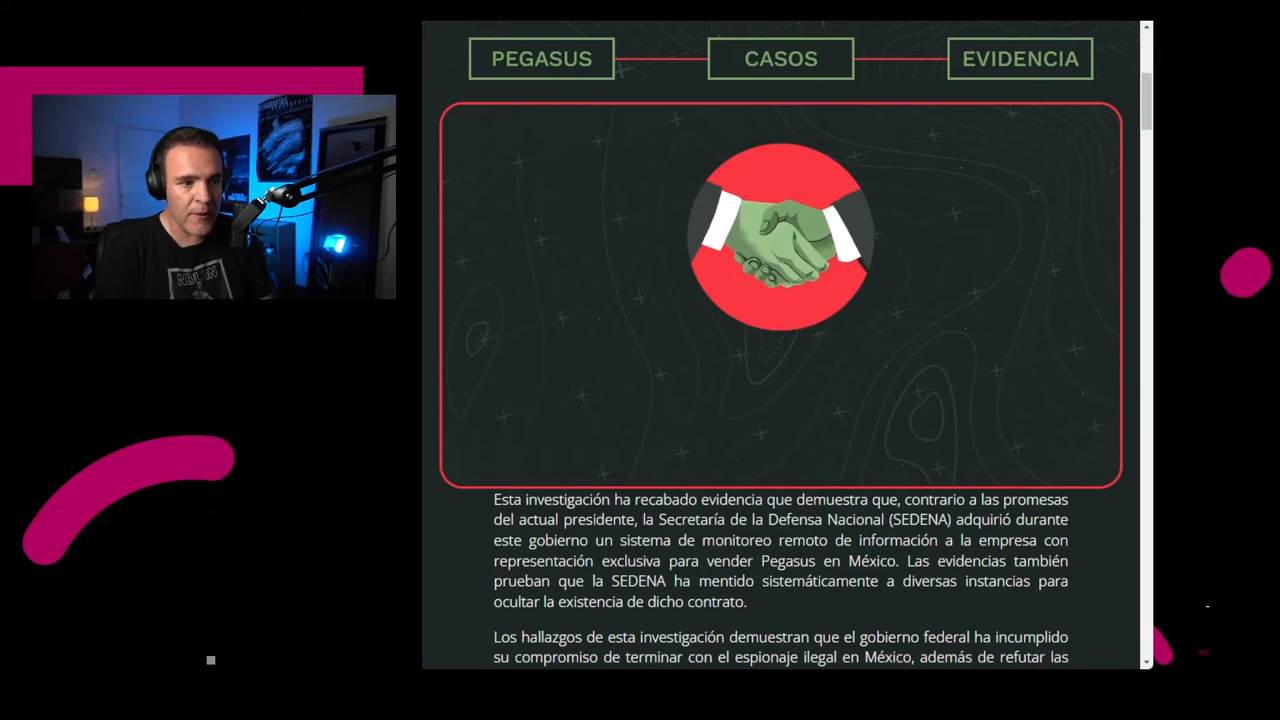 PEGASUS
CASOS
EVIDENCIA
NOLAN
Esta investigación ha recabado evidencia que demuestra que, contrario a las promesas
del actual presidente, la Secretaría de la Defensa Nacional (SEDENA) adquirió durante
este gobierno un sistema de monitoreo remoto de información a la empresa con
representación exclusiva para vender Pegasus en México. Las evidencias también
prueban que la SEDENA ha mentido sistemáticamente a diversas instancias para
ocultar la existencia de dicho contrato.
Los hallazgos de esta investigación demuestran que el gobierno federal ha incumplido
su compromiso de terminar con el espionaje ilegal en México, además de refutar las